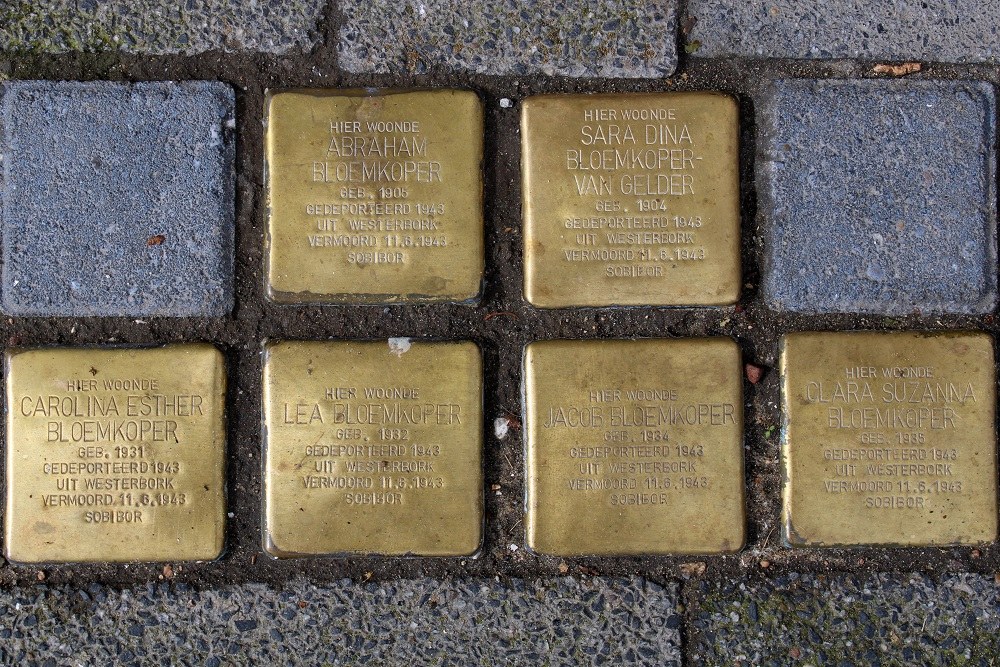 HIER WOONDE
ABRAHAM
BLOEMKOPER
GEB. 1905
GEDEPORTEERD 1943
UIT WESTERBORK
VERMOORD 11.6.1943
SOBIBOR
HIER WOONDE
SARA DINA
BLOEMKOPER-
VAN GELDER
GEB. 1904
GEDEPORTEERD 1943
UIT WESTERBORK
VERMOORD 11.6.1943
SOBIBOR
HIER WOONDE
CAROLINA ESTHER
BLOEMKOPER
GEB. 1931
GEDEPORTEERD 1943
UIT WESTERBORK
VERMOORD 11.6.1943
SOBIBOR
HIER WOONDE
LEA BLOEMKOPER
GEB. 1932
GEDEPORTEERD 1943
UIT WESTERBORK
VERMOORD 11.6.1943
SOBIBOR
HIER WOONDE
JACOB BLOEMKOPER
GEB. 1934
GEDEPORTEERD 1943
UIT WESTERBORK
VERMOORD 11.6.1943
SOBIBOR
HIER WOONDE
CLARA SUZANNA
BLOEMKOPER
GEB. 1935
GEDEPORTEERD 1943
UIT WESTERBORK
VERMOORD 11.6.1943
SOBIBOR